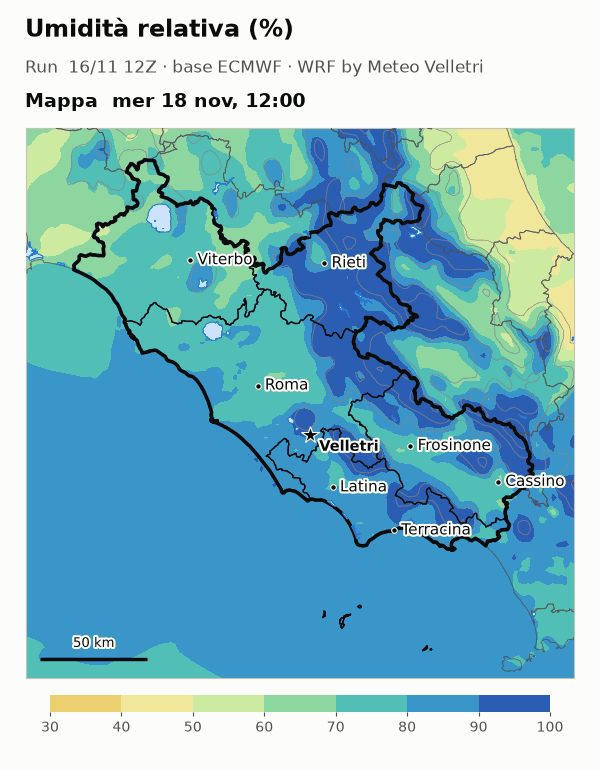 Umidità relativa (%)
Run  16/11 12Z · base ECMWF · WRF by Meteo Velletri
Mappa  mer 18 nov, 12:00
Viterbo
Rieti
Roma
Velletri
Frosinone
Cassino
Latina
Terracina
50 km
30 40 50 60 70 80 90 100